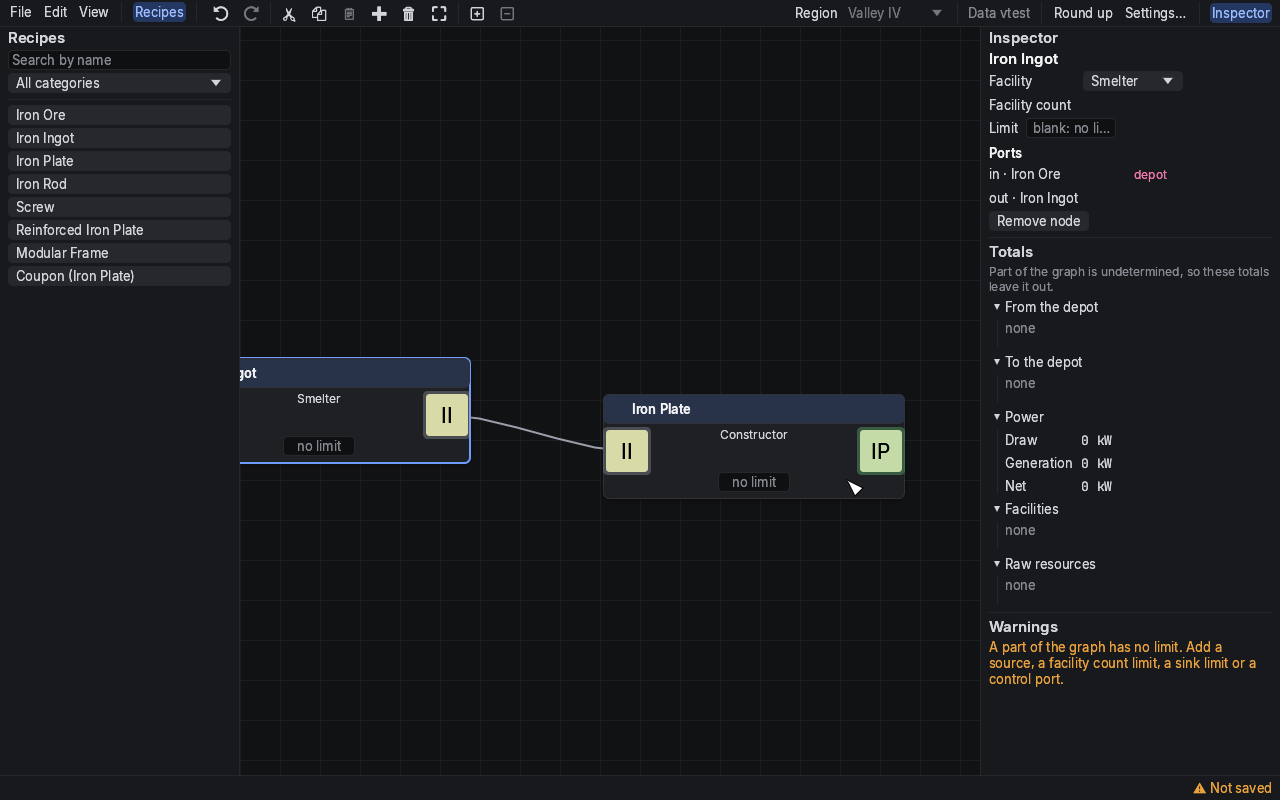 File Edit View Recipes Region Valley IV Data vtest Round up Settings... Inspector
Recipes
Search by name
All categories
Iron Ore
Iron Ingot
Iron Plate
Iron Rod
Screw
Reinforced Iron Plate
Modular Frame
Coupon (Iron Plate)
got
Smelter
II
no limit
Iron Plate
Constructor
II
IP
no limit
Inspector
Iron Ingot
Facility Smelter
Facility count
Limit blank: no li...
Ports
in · Iron Ore depot
out · Iron Ingot
Remove node
Totals
Part of the graph is undetermined, so these totals
leave it out.
From the depot
none
To the depot
none
Power
Draw 0 kW
Generation 0 kW
Net 0 kW
Facilities
none
Raw resources
none
Warnings
A part of the graph has no limit. Add a
source, a facility count limit, a sink limit or a
control port.
Not saved